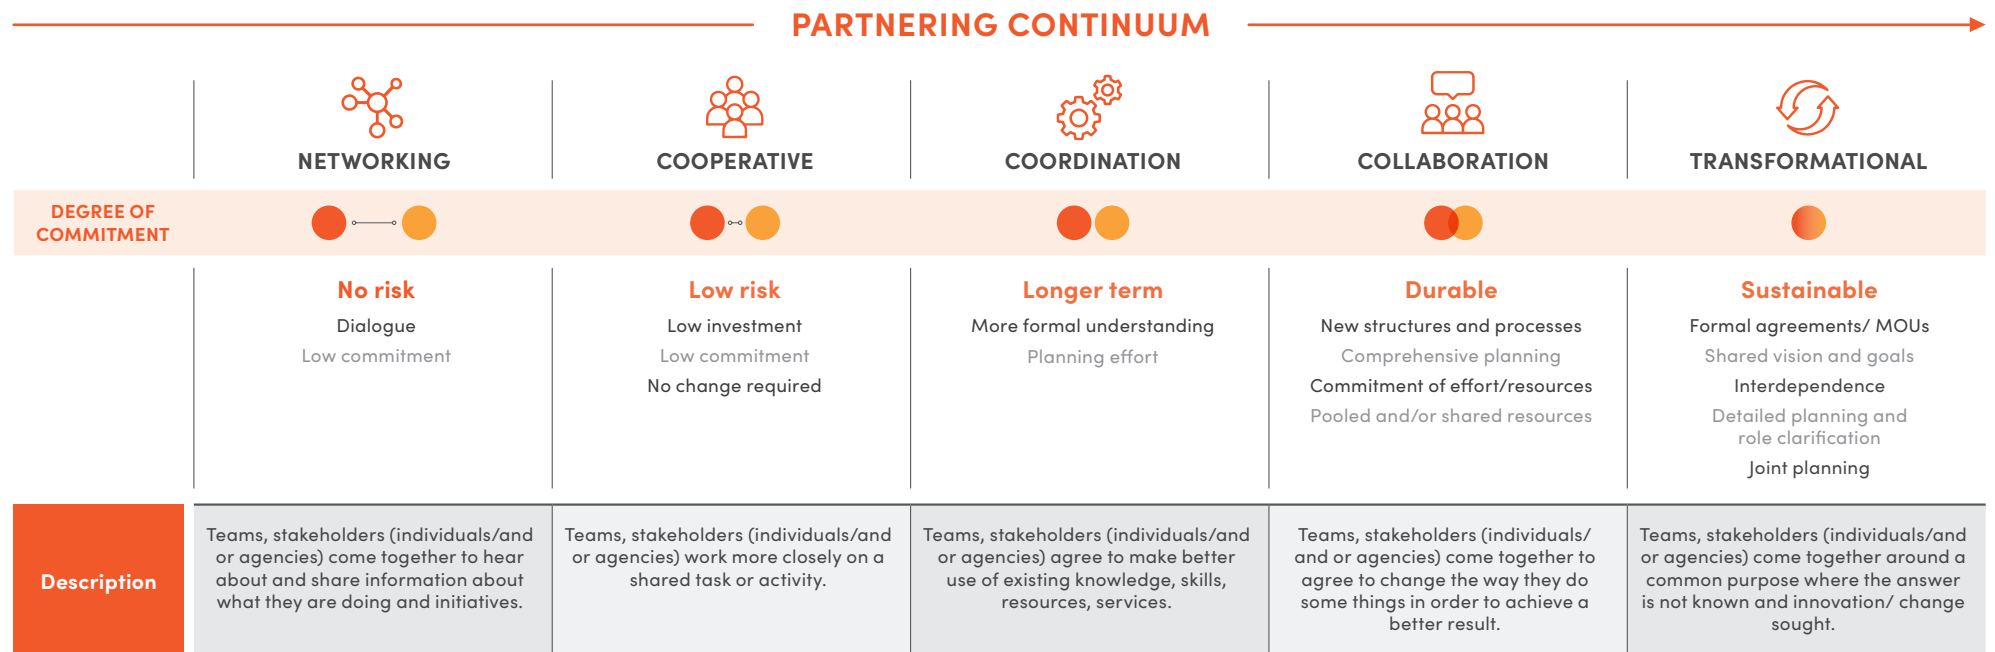 PARTNERING CONTINUUM
NETWORKING
COOPERATIVE
COORDINATION
COLLABORATION
TRANSFORMATIONAL
DEGREE OF
COMMITMENT
No risk
Dialogue
Low commitment
Low risk
Low investment
Low commitment
No change required
Longer term
More formal understanding
Planning effort
Durable
New structures and processes
Comprehensive planning
Commitment of effort/resources
Pooled and/or shared resources
Sustainable
Formal agreements/ MOUs
Shared vision and goals
Interdependence
Detailed planning and
role clarification
Joint planning
Description
Teams, stakeholders (individuals/and
or agencies) come together to hear
about and share information about
what they are doing and initiatives.
Teams, stakeholders (individuals/and
or agencies) work more closely on a
shared task or activity.
Teams, stakeholders (individuals/and
or agencies) agree to make better
use of existing knowledge, skills,
resources, services.
Teams, stakeholders (individuals/
and or agencies) come together to
agree to change the way they do
some things in order to achieve a
better result.
Teams, stakeholders (individuals/and
or agencies) come together around a
common purpose where the answer
is not known and innovation/ change
sought.